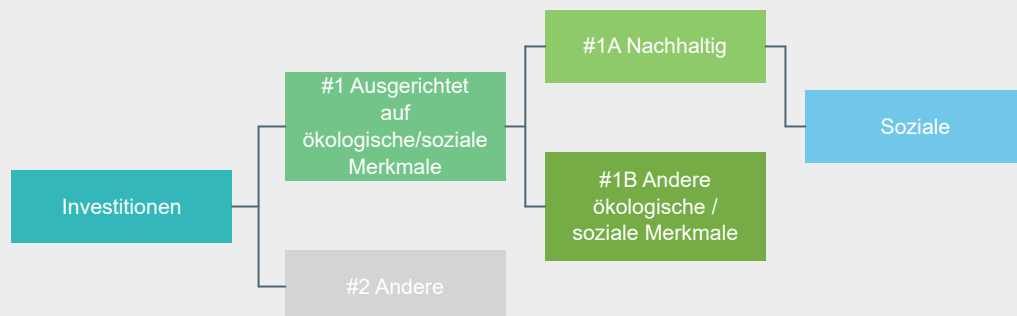 Investitionen
#1 Ausgerichtet
auf
ökologische/soziale
Merkmale
#2 Andere
#1A Nachhaltig
#1B Andere
ökologische /
soziale Merkmale
Soziale